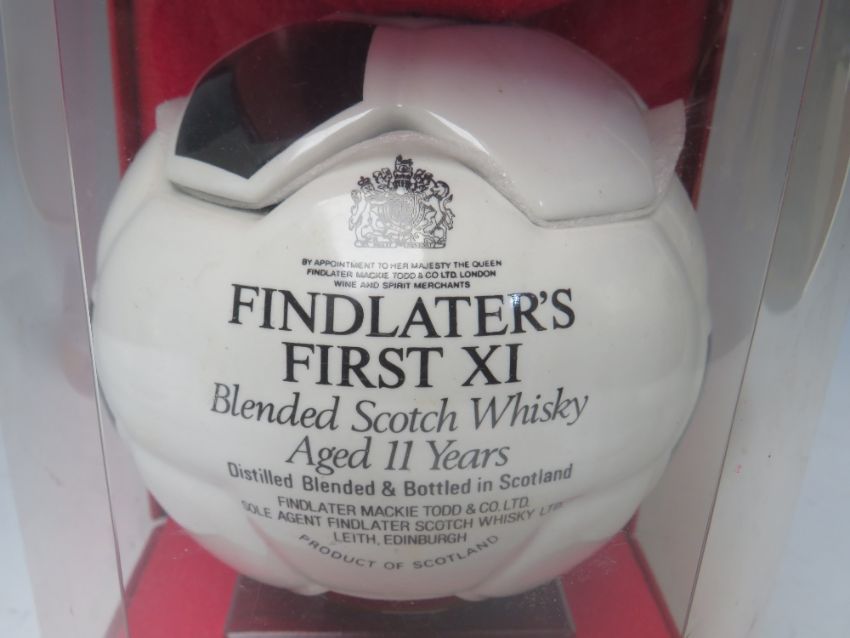 BY APPOINTMENT TO HER MAJESTY THE QUEEN
FINDLATER MACKIE TODD & CO LTD. LONDON
WINE AND SPIRIT MERCHANTS
FINDLATER'S
FIRST XI
Blended Scotch Whisky
Aged 11 Years
Distilled Blended & Bottled in Scotland
FINDLATER MACKIE TODD & CO. LTD.
SOLE AGENT FINDLATER SCOTCH WHISKY LTD.
LEITH, EDINBURGH
PRODUCT OF SCOTLAND